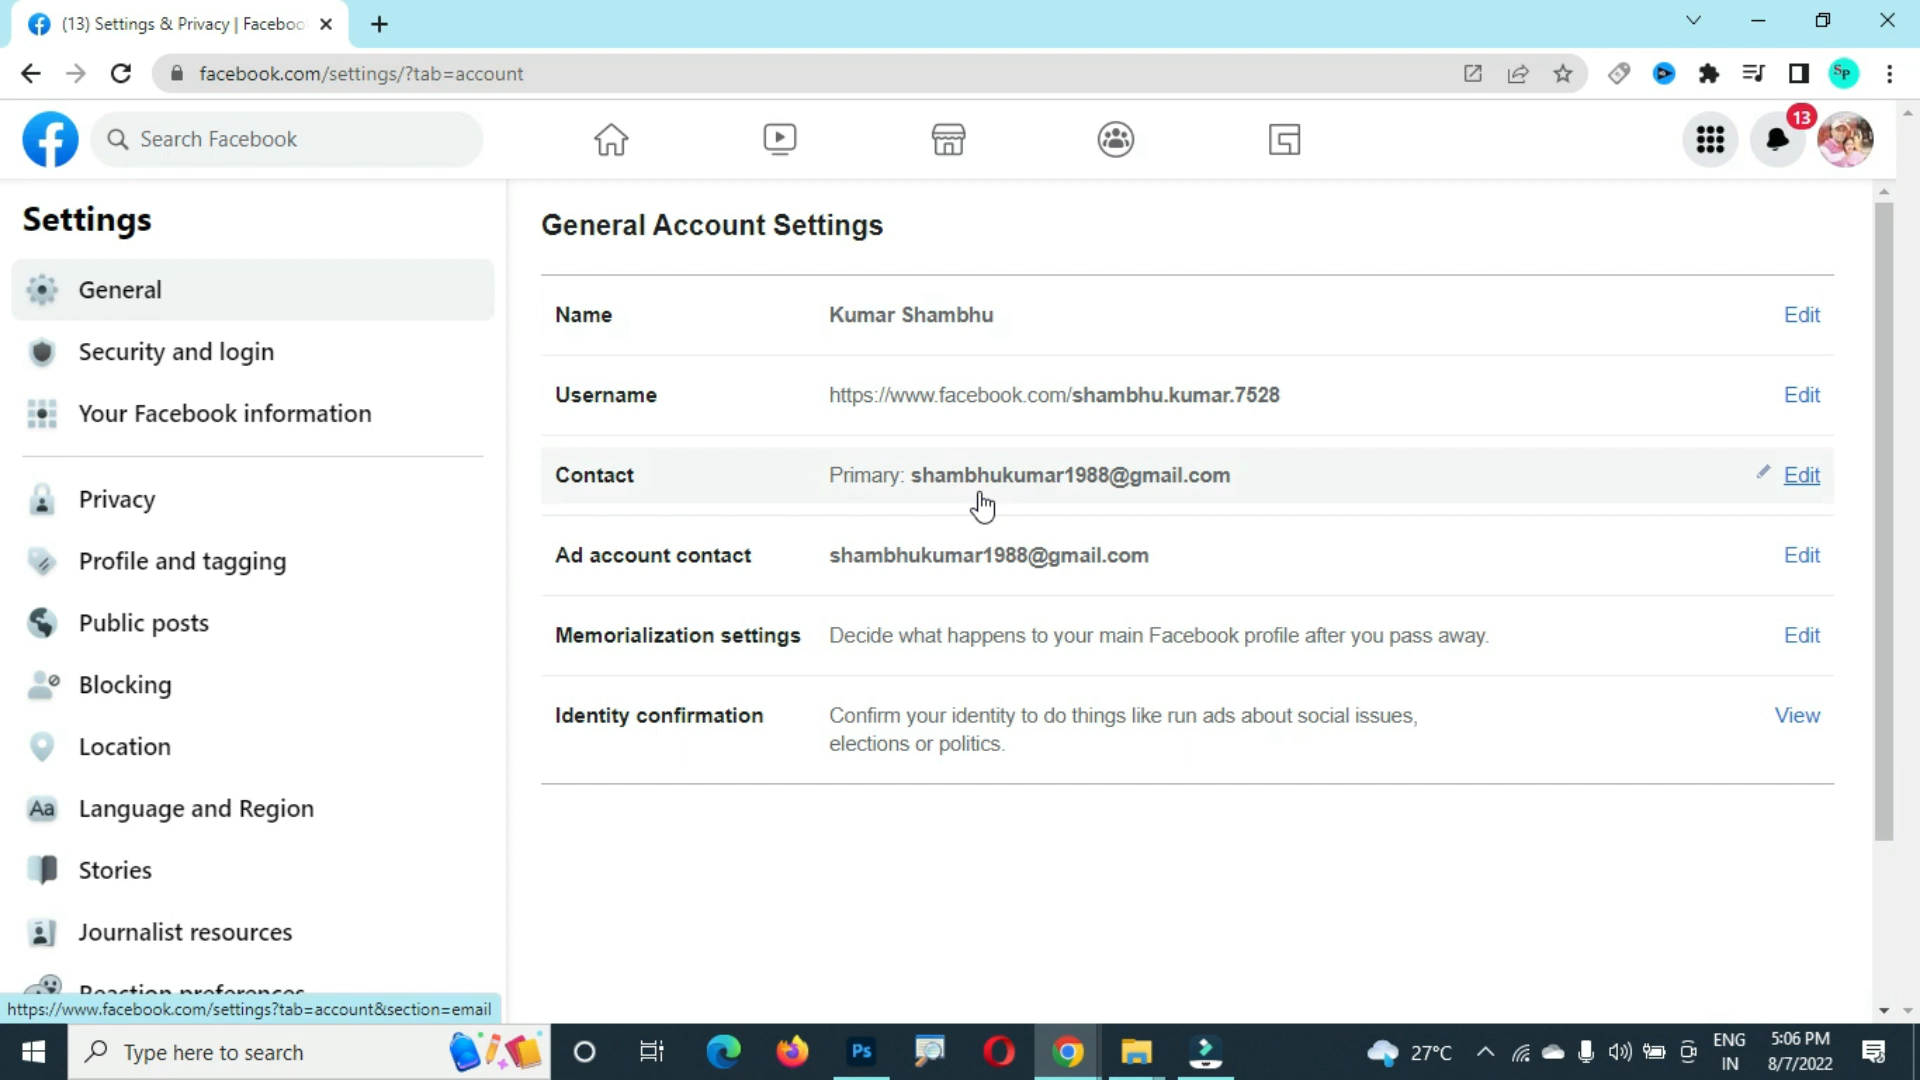 (13) Settings & Privacy | Faceboo
facebook.com/settings/?tab=account
SP
Search Facebook
13
Settings
General
Security and login
Your Facebook information
Privacy
Profile and tagging
Public posts
Blocking
Location
Aa Language and Region
Stories
Journalist resources
Reaction preferences
https://www.facebook.com/settings?tab=account&section=email
General Account Settings
Name Kumar Shambhu Edit
Username https://www.facebook.com/shambhu.kumar.7528 Edit
Contact Primary: shambhukumar1988@gmail.com Edit
Ad account contact shambhukumar1988@gmail.com Edit
Memorialization settings Decide what happens to your main Facebook profile after you pass away. Edit
Identity confirmation Confirm your identity to do things like run ads about social issues, View
elections or politics.
Type here to search
Ps
27°C
ENG
IN
5:06 PM
8/7/2022